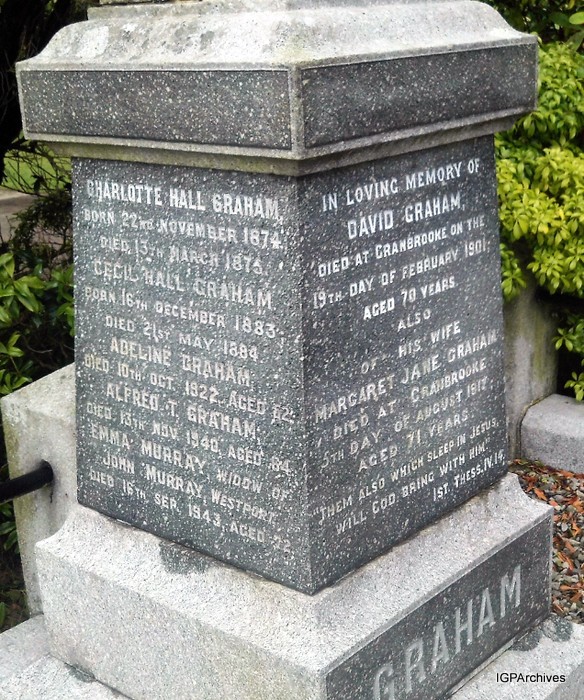 CHARLOTTE HALL GRAHAM,
BORN 22ND NOVEMBER 1874,
DIED 13TH MARCH 1875.
CECIL HALL GRAHAM
BORN 16TH DECEMBER 1883.
DIED 21ST MAY 1884.
ADELINE GRAHAM,
DIED 10TH OCT. 1922. AGED 62.
ALFRED T. GRAHAM,
DIED 13TH NOV. 1940, AGED 84.
EMMA MURRAY, WIDOW OF
JOHN MURRAY, WESTPORT,
DIED 16TH SEP. 1943, AGED
IN LOVING MEMORY OF
DAVID GRAHAM,
DIED AT CRANBROOKE ON THE
19TH DAY OF FEBRUARY 1901,
AGED 70 YEARS.
ALSO
OF HIS WIFE
MARGARET JANE GRAHAM
DIED AT CRANBROOKE
5TH DAY OF AUGUST 1917,
AGED 71 YEARS.
"THEM ALSO WHICH SLEEP IN JESUS,
WILL GOD BRING WITH HIM".
1ST THESS. IV. 14.
GRAHAM
IGPArchives